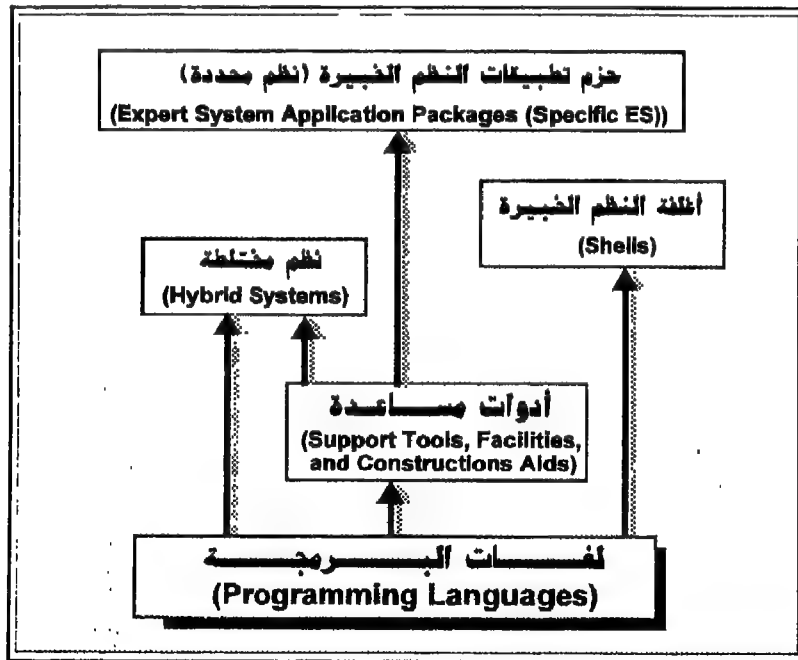 حزم تطبيقات النظم الخبيرة (نظم محددة)
(Expert System Application Packages (Specific ES))
أغلفة النظم الخبيرة
(Shells)
نظم مختلطة
(Hybrid Systems)
أدوات مساعدة
(Support Tools, Facilities,
and Constructions Aids)
لغات البرمجة
(Programming Languages)